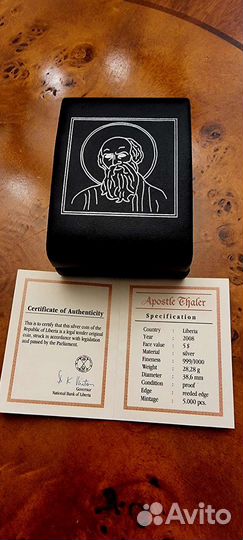 Certificate of Authenticity
This is to certify that this silver coin of the
Republic of Liberia is a legal tender original
coin, struck in accordance with legislation
and passed by the Parliament.
Governor
National Bank of Liberia
Apostle Thaler
Specification
Country : Liberia
Year : 2008
Face value : 5 $
Material : silver
Fineness : 999/1000
Weight : 28,28 g
Diameter : 38,6 mm
Condition : proof
Edge : reeded edge
Mintage : 5.000 pcs.
Avito